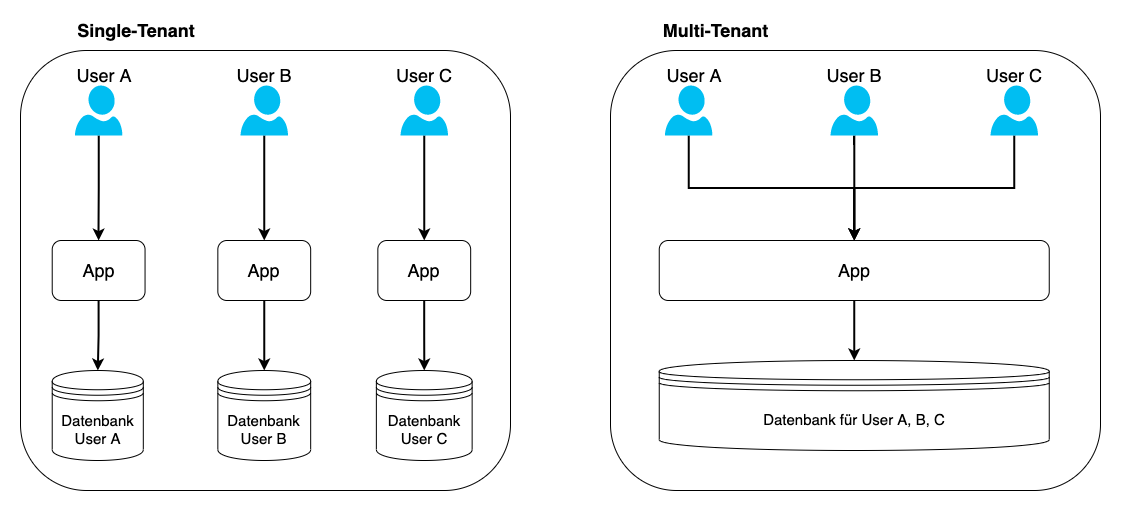 Single-Tenant
User A
User B
User C
App
App
App
Datenbank
User A
Datenbank
User B
Datenbank
User C
Multi-Tenant
User A
User B
User C
App
Datenbank für User A, B, C